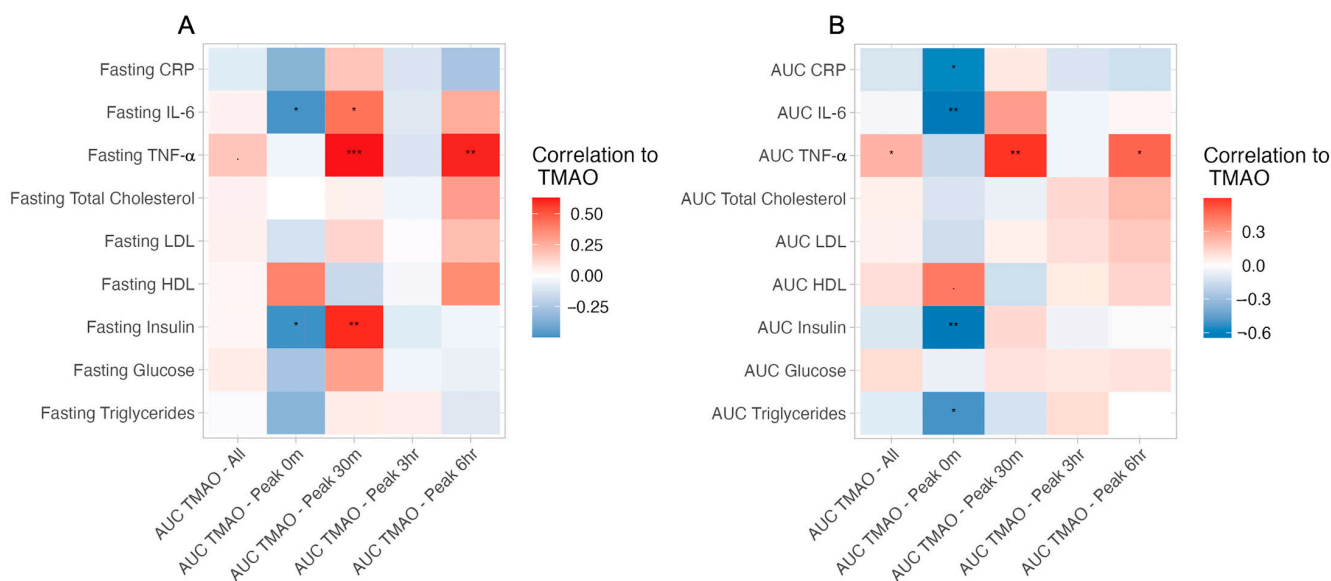 A
Fasting CRP
Fasting IL-6
* *
Fasting TNF-α
. *** **
Fasting Total Cholesterol
Fasting LDL
Fasting HDL
Fasting Insulin
* **
Fasting Glucose
Fasting Triglycerides
AUC TMAO - All
AUC TMAO - Peak 0m
AUC TMAO - Peak 30m
AUC TMAO - Peak 3hr
AUC TMAO - Peak 6hr
Correlation to
TMAO
0.50
0.25
0.00
−0.25
B
AUC CRP
*
AUC IL-6
**
AUC TNF-α
* ** *
AUC Total Cholesterol
AUC LDL
AUC HDL
.
AUC Insulin
**
AUC Glucose
AUC Triglycerides
*
AUC TMAO - All
AUC TMAO - Peak 0m
AUC TMAO - Peak 30m
AUC TMAO - Peak 3hr
AUC TMAO - Peak 6hr
Correlation to
TMAO
0.3
0.0
−0.3
¬0.6